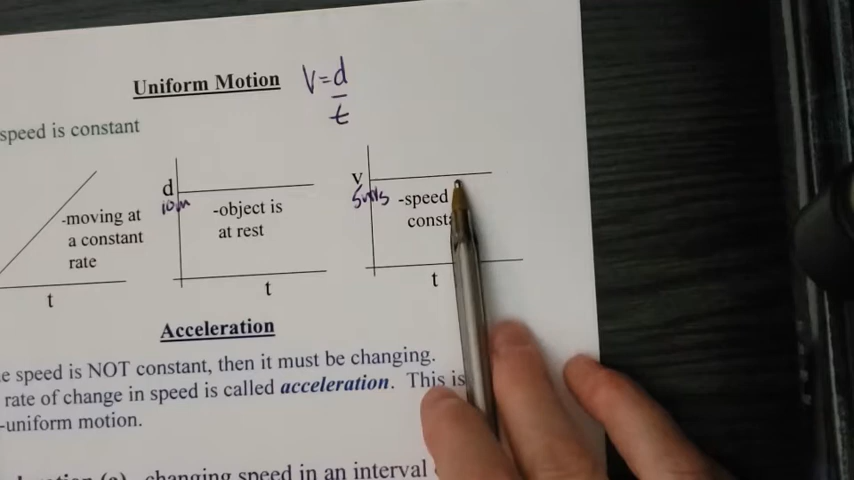 Uniform Motion
V=d
t
speed is constant
d
10m
-moving at
a constant
rate
t
-object is
at rest
t
v
5m/s
-speed
t
Acceleration
e speed is NOT constant, then it must be changing.
rate of change in speed is called acceleration. This is
-uniform motion.
changing speed in an interval